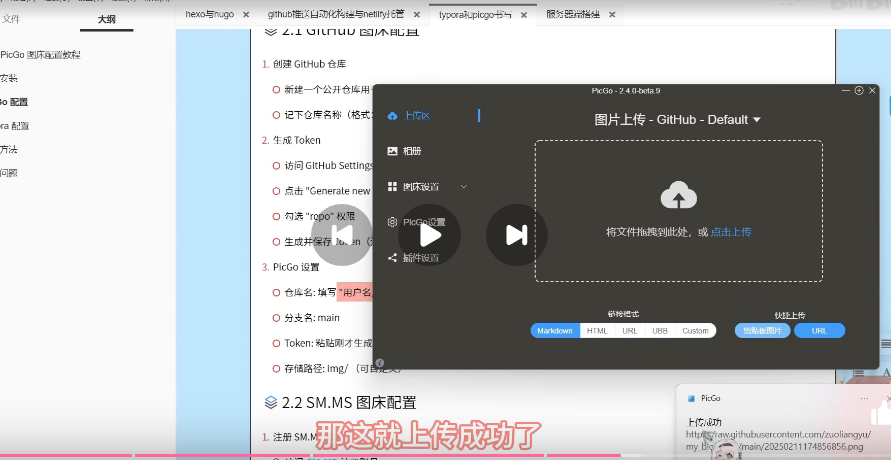 文件
大纲
hexo与hugo ×
github推送自动化构建与netlify托管 ×
typora和picgo书写 ×
服务器端搭建 ×
PicGo 图床配置教程
安装
Go 配置
ora 配置
方法
问题
2.1 GitHub 图床配置
1. 创建 GitHub 仓库
新建一个公开仓库用
记下仓库名称（格式:
2. 生成 Token
访问 GitHub Settings
点击 "Generate new
勾选 "repo" 权限
生成并保存 Token
3. PicGo 设置
仓库名: 填写 "用户名
分支名: main
Token: 粘贴刚才生成
存储路径: img/ （可自定义）
2.2 SM.MS 图床配置
1. 注册 SM.M
PicGo - 2.4.0-beta.9
上传区
相册
图床设置
PicGo设置
插件设置
图片上传 - GitHub - Default
将文件拖拽到此处，或 点击上传
链接格式
Markdown HTML URL UBB Custom
快捷上传
剪贴板图片 URL
PicGo
上传成功
https://raw.githubusercontent.com/zuoliangyu/
main/20250211174856856.png
那这就上传成功了